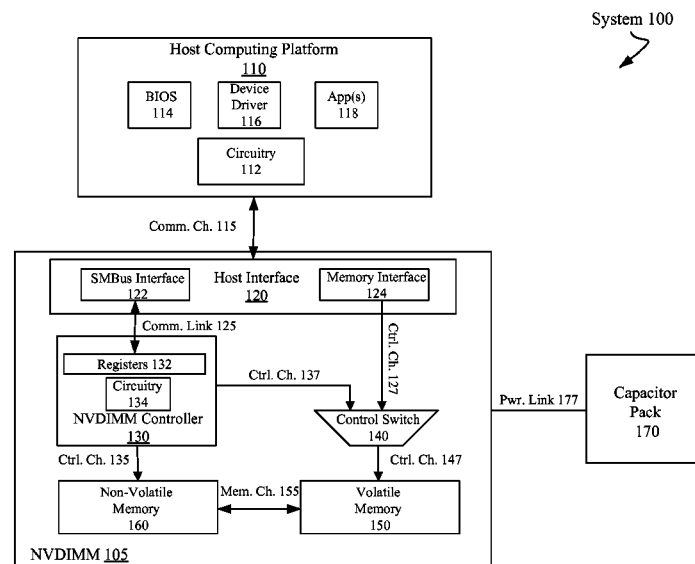 System 100
Host Computing Platform
110
BIOS
114
Device
Driver
116
App(s)
118
Circuitry
112
Comm. Ch. 115
SMBus Interface
122
Host Interface
120
Memory Interface
124
Comm. Link 125
Ctrl. Ch. 127
Registers 132
Circuitry
134
NVDIMM Controller
130
Ctrl. Ch. 137
Control Switch
140
Pwr. Link 177
Capacitor
Pack
170
Ctrl. Ch. 135
Ctrl. Ch. 147
Non-Volatile
Memory
160
Mem. Ch. 155
Volatile
Memory
150
NVDIMM 105